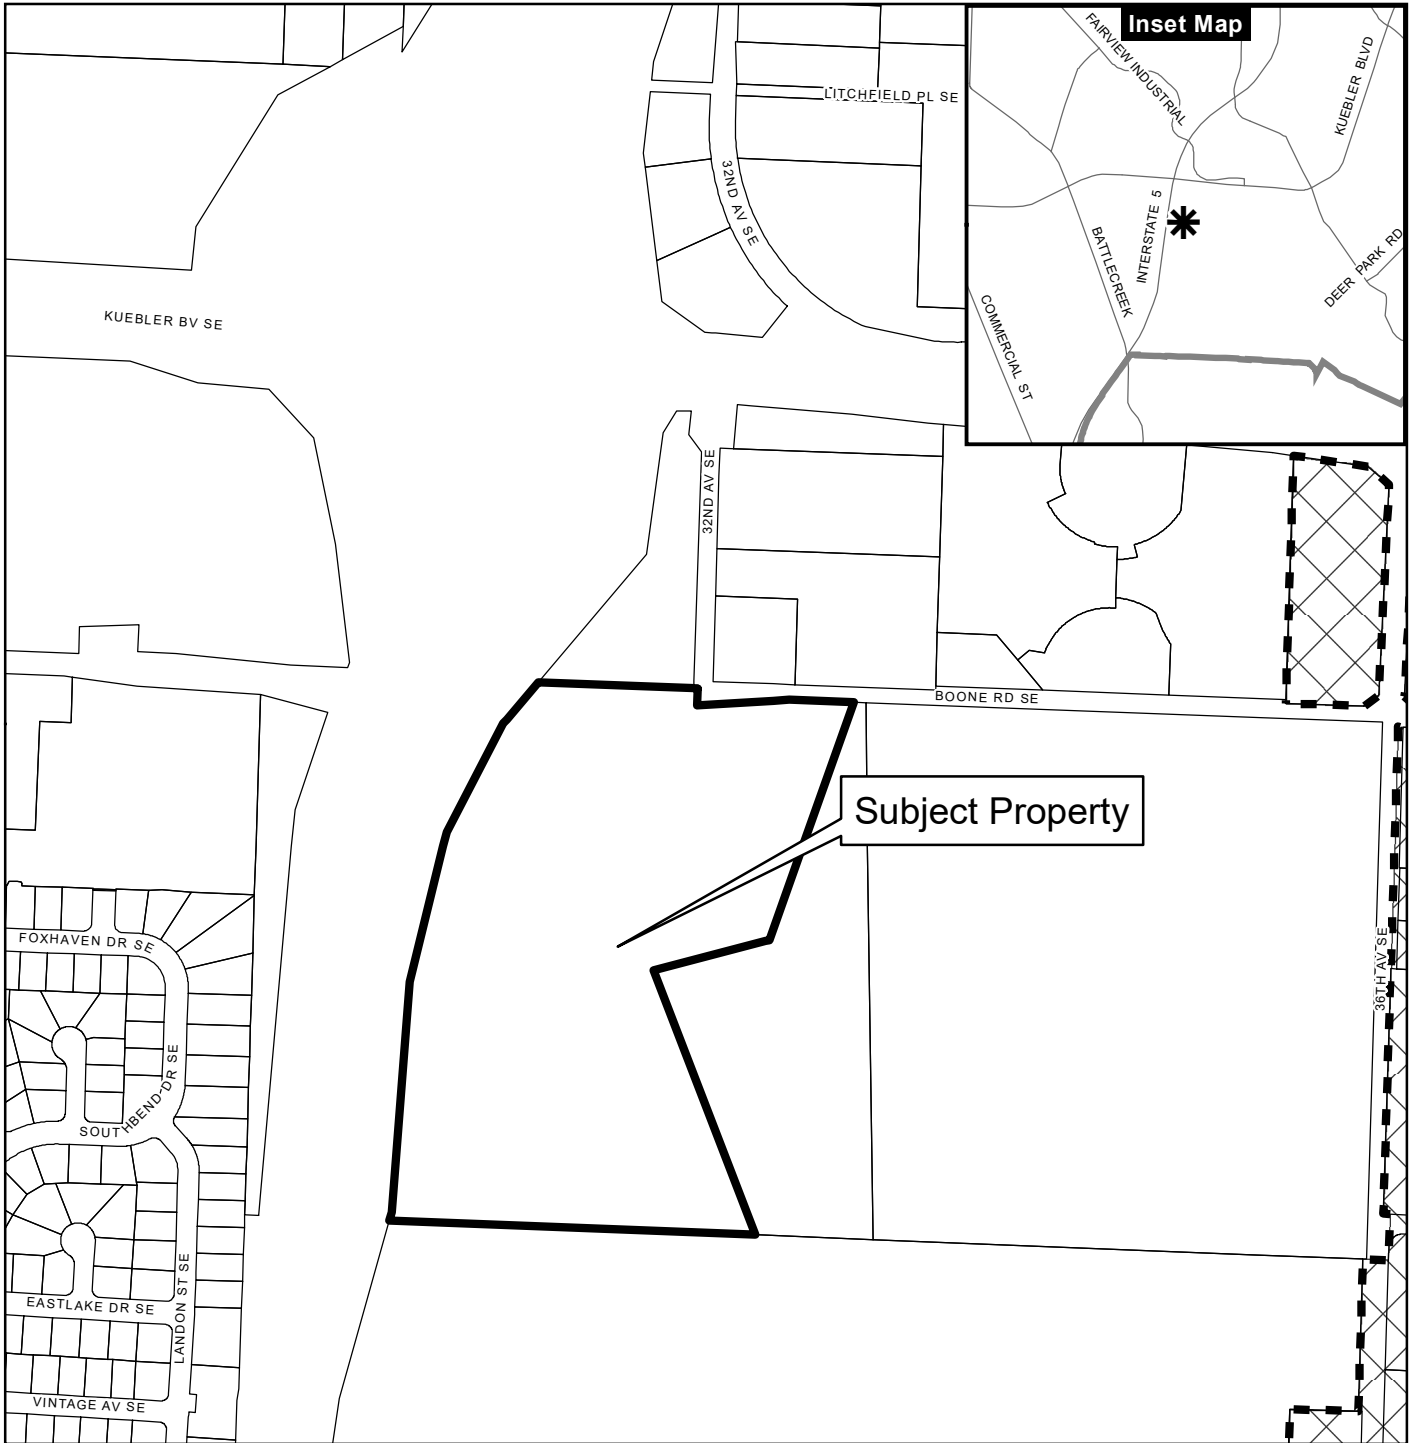 Inset Map
FAIRVIEW INDUSTRIAL
KUEBLER BLVD
INTERSTATE 5
BATTLECREEK
DEER PARK RD
COMMERCIAL ST
LITCHFIELD PL SE
32ND AV SE
KUEBLER BV SE
32ND AV SE
BOONE RD SE
Subject Property
36TH AV SE
FOXHAVEN DR SE
SOUTHBEND DR SE
LANDON ST SE
EASTLAKE DR SE
VINTAGE AV SE